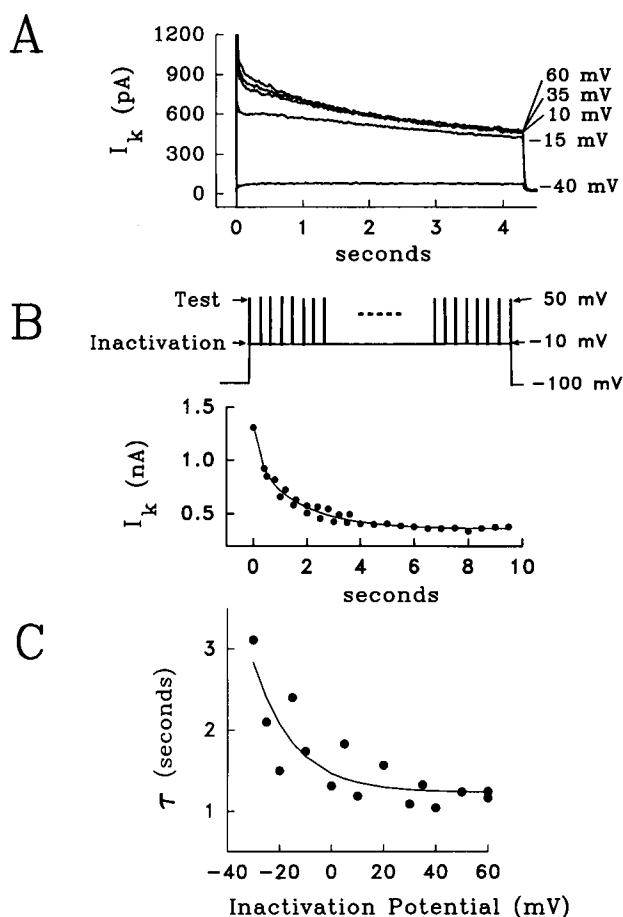 A
I_k (pA)
1200
900
600
300
0
60 mV
35 mV
10 mV
-15 mV
-40 mV
0 1 2 3 4
seconds
B
Test
50 mV
Inactivation
-10 mV
-100 mV
I_k (nA)
1.5
1.0
0.5
0 2 4 6 8 10
seconds
C
τ (seconds)
3
2
1
-40 -20 0 20 40 60
Inactivation Potential (mV)